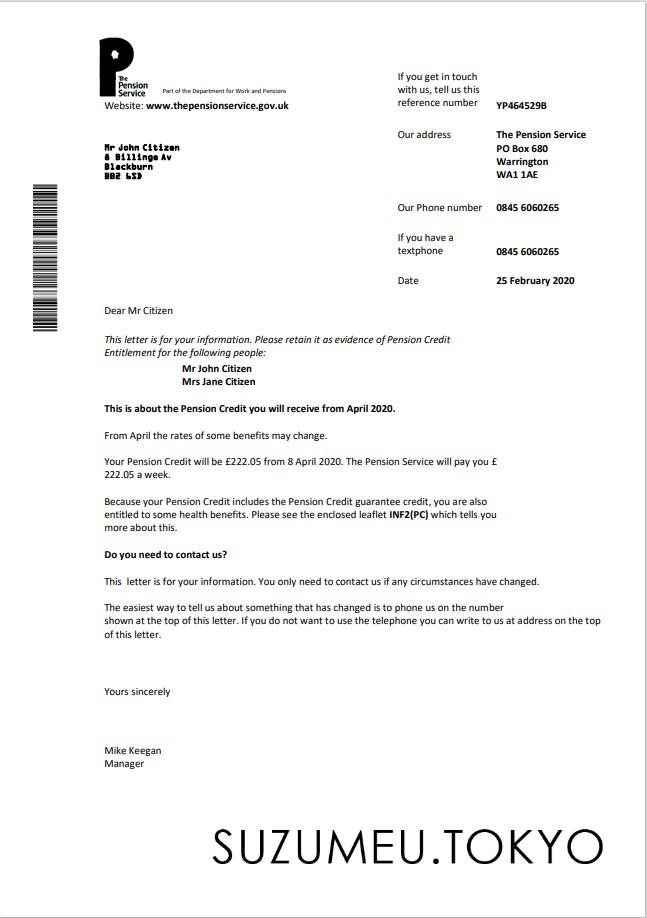 The
Pension
Service
Part of the Department for Work and Pensions
Website: www.thepensionservice.gov.uk
If you get in touch
with us, tell us this
reference number YP464529B
Our address The Pension Service
PO Box 680
Warrington
WA1 1AE
Mr John Citizen
8 Billinge Av
Blackburn
BB2 6SD
Our Phone number 0845 6060265
If you have a
textphone 0845 6060265
Date 25 February 2020
Dear Mr Citizen
This letter is for your information. Please retain it as evidence of Pension Credit
Entitlement for the following people:
Mr John Citizen
Mrs Jane Citizen
This is about the Pension Credit you will receive from April 2020.
From April the rates of some benefits may change.
Your Pension Credit will be £222.05 from 8 April 2020. The Pension Service will pay you £
222.05 a week.
Because your Pension Credit includes the Pension Credit guarantee credit, you are also
entitled to some health benefits. Please see the enclosed leaflet INF2(PC) which tells you
more about this.
Do you need to contact us?
This letter is for your information. You only need to contact us if any circumstances have changed.
The easiest way to tell us about something that has changed is to phone us on the number
shown at the top of this letter. If you do not want to use the telephone you can write to us at address on the top
of this letter.
Yours sincerely
Mike Keegan
Manager
SUZUMEU.TOKYO